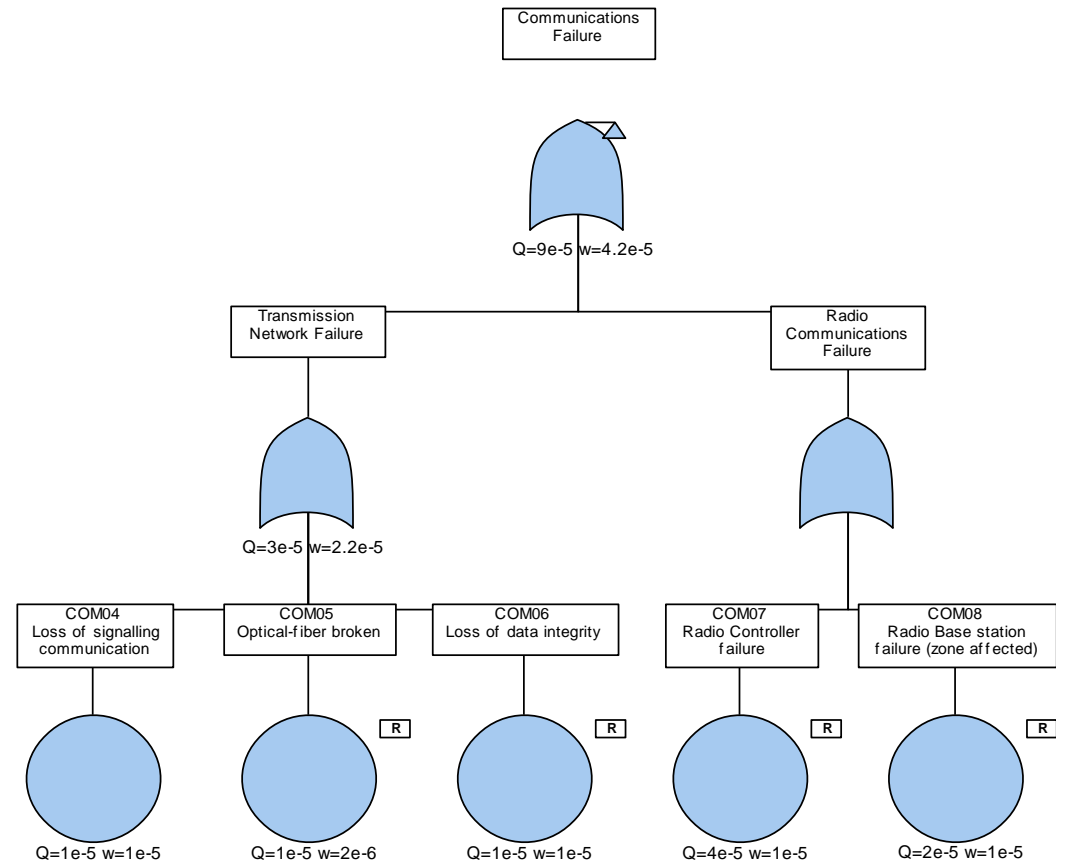 Communications
Failure
Q=9e-5 w=4.2e-5
Transmission
Network Failure
Radio
Communications
Failure
Q=3e-5 w=2.2e-5
COM04
Loss of signalling
communication
COM05
Optical-fiber broken
COM06
Loss of data integrity
COM07
Radio Controller
failure
COM08
Radio Base station
failure (zone affected)
R
R
R
R
Q=1e-5 w=1e-5
Q=1e-5 w=2e-6
Q=1e-5 w=1e-5
Q=4e-5 w=1e-5
Q=2e-5 w=1e-5